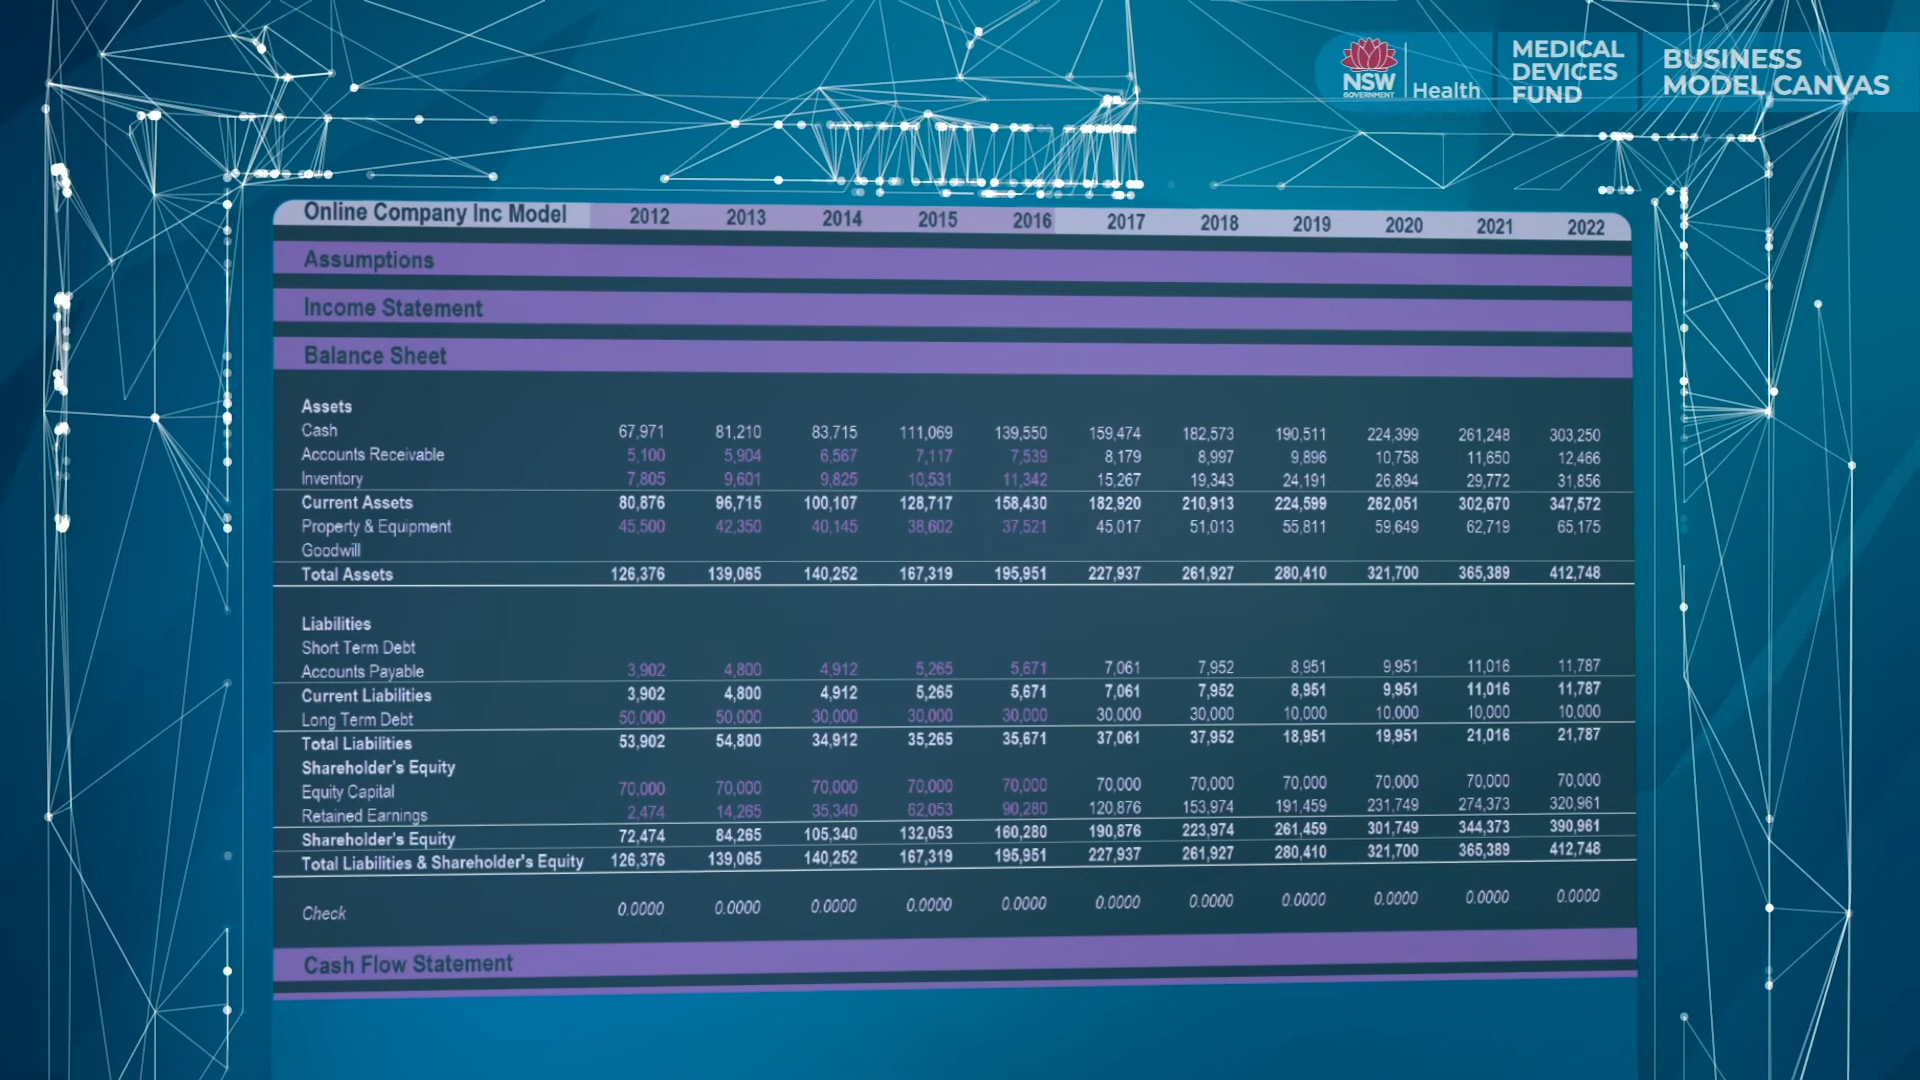 NSW
GOVERNMENT
Health
MEDICAL
DEVICES
FUND
BUSINESS
MODEL CANVAS
Online Company Inc Model 2012 2013 2014 2015 2016 2017 2018 2019 2020 2021 2022
Assumptions
Income Statement
Balance Sheet
Assets
Cash 67,971 81,210 83,715 111,069 139,550 159,474 182,573 190,511 224,399 261,248 303,250
Accounts Receivable 5,100 5,904 6,567 7,117 7,539 8,179 8,997 9,896 10,758 11,650 12,466
Inventory 7,805 9,601 9,825 10,531 11,342 15,267 19,343 24,191 26,894 29,772 31,856
Current Assets 80,876 96,715 100,107 128,717 158,430 182,920 210,913 224,599 262,051 302,670 347,572
Property & Equipment 45,500 42,350 40,145 38,602 37,521 45,017 51,013 55,811 59,649 62,719 65,175
Goodwill
Total Assets 126,376 139,065 140,252 167,319 195,951 227,937 261,927 280,410 321,700 365,389 412,748
Liabilities
Short Term Debt
Accounts Payable 3,902 4,800 4,912 5,265 5,671 7,061 7,952 8,951 9,951 11,016 11,787
Current Liabilities 3,902 4,800 4,912 5,265 5,671 7,061 7,952 8,951 9,951 11,016 11,787
Long Term Debt 50,000 50,000 30,000 30,000 30,000 30,000 30,000 10,000 10,000 10,000 10,000
Total Liabilities 53,902 54,800 34,912 35,265 35,671 37,061 37,952 18,951 19,951 21,016 21,787
Shareholder's Equity
Equity Capital 70,000 70,000 70,000 70,000 70,000 70,000 70,000 70,000 70,000 70,000 70,000
Retained Earnings 2,474 14,265 35,340 62,053 90,280 120,876 153,974 191,459 231,749 274,373 320,961
Shareholder's Equity 72,474 84,265 105,340 132,053 160,280 190,876 223,974 261,459 301,749 344,373 390,961
Total Liabilities & Shareholder's Equity 126,376 139,065 140,252 167,319 195,951 227,937 261,927 280,410 321,700 365,389 412,748
Check 0.0000 0.0000 0.0000 0.0000 0.0000 0.0000 0.0000 0.0000 0.0000 0.0000 0.0000
Cash Flow Statement